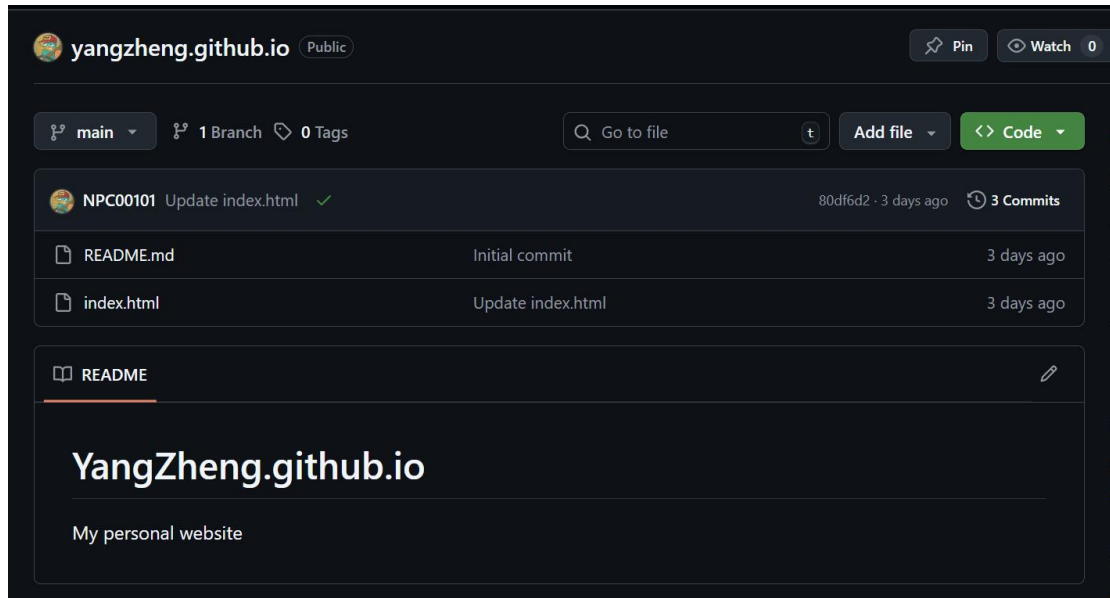 yangzheng.github.io Public Pin Watch 0
main 1 Branch 0 Tags Go to file t Add file Code
NPC00101 Update index.html 80df6d2 · 3 days ago 3 Commits
README.md Initial commit 3 days ago
index.html Update index.html 3 days ago
README
YangZheng.github.io
My personal website